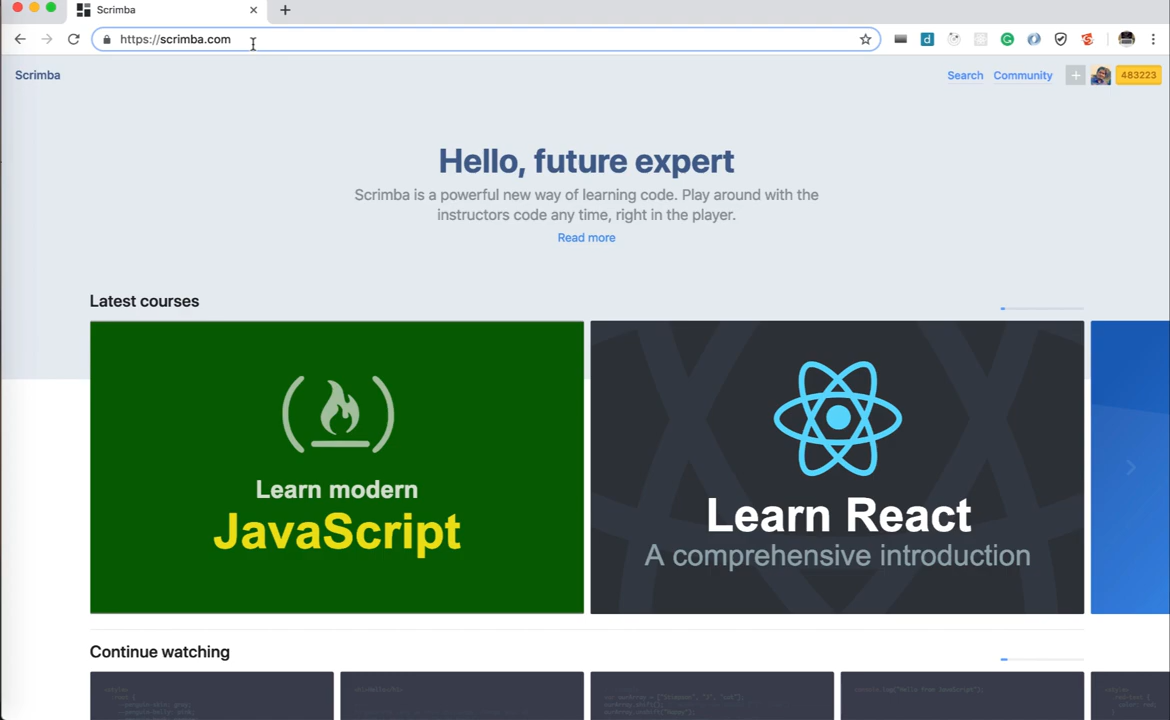 Scrimba
https://scrimba.com
Scrimba
Search
Community
483223
Hello, future expert
Scrimba is a powerful new way of learning code. Play around with the
instructors code any time, right in the player.
Read more
Latest courses
Learn modern
JavaScript
Learn React
A comprehensive introduction
Continue watching